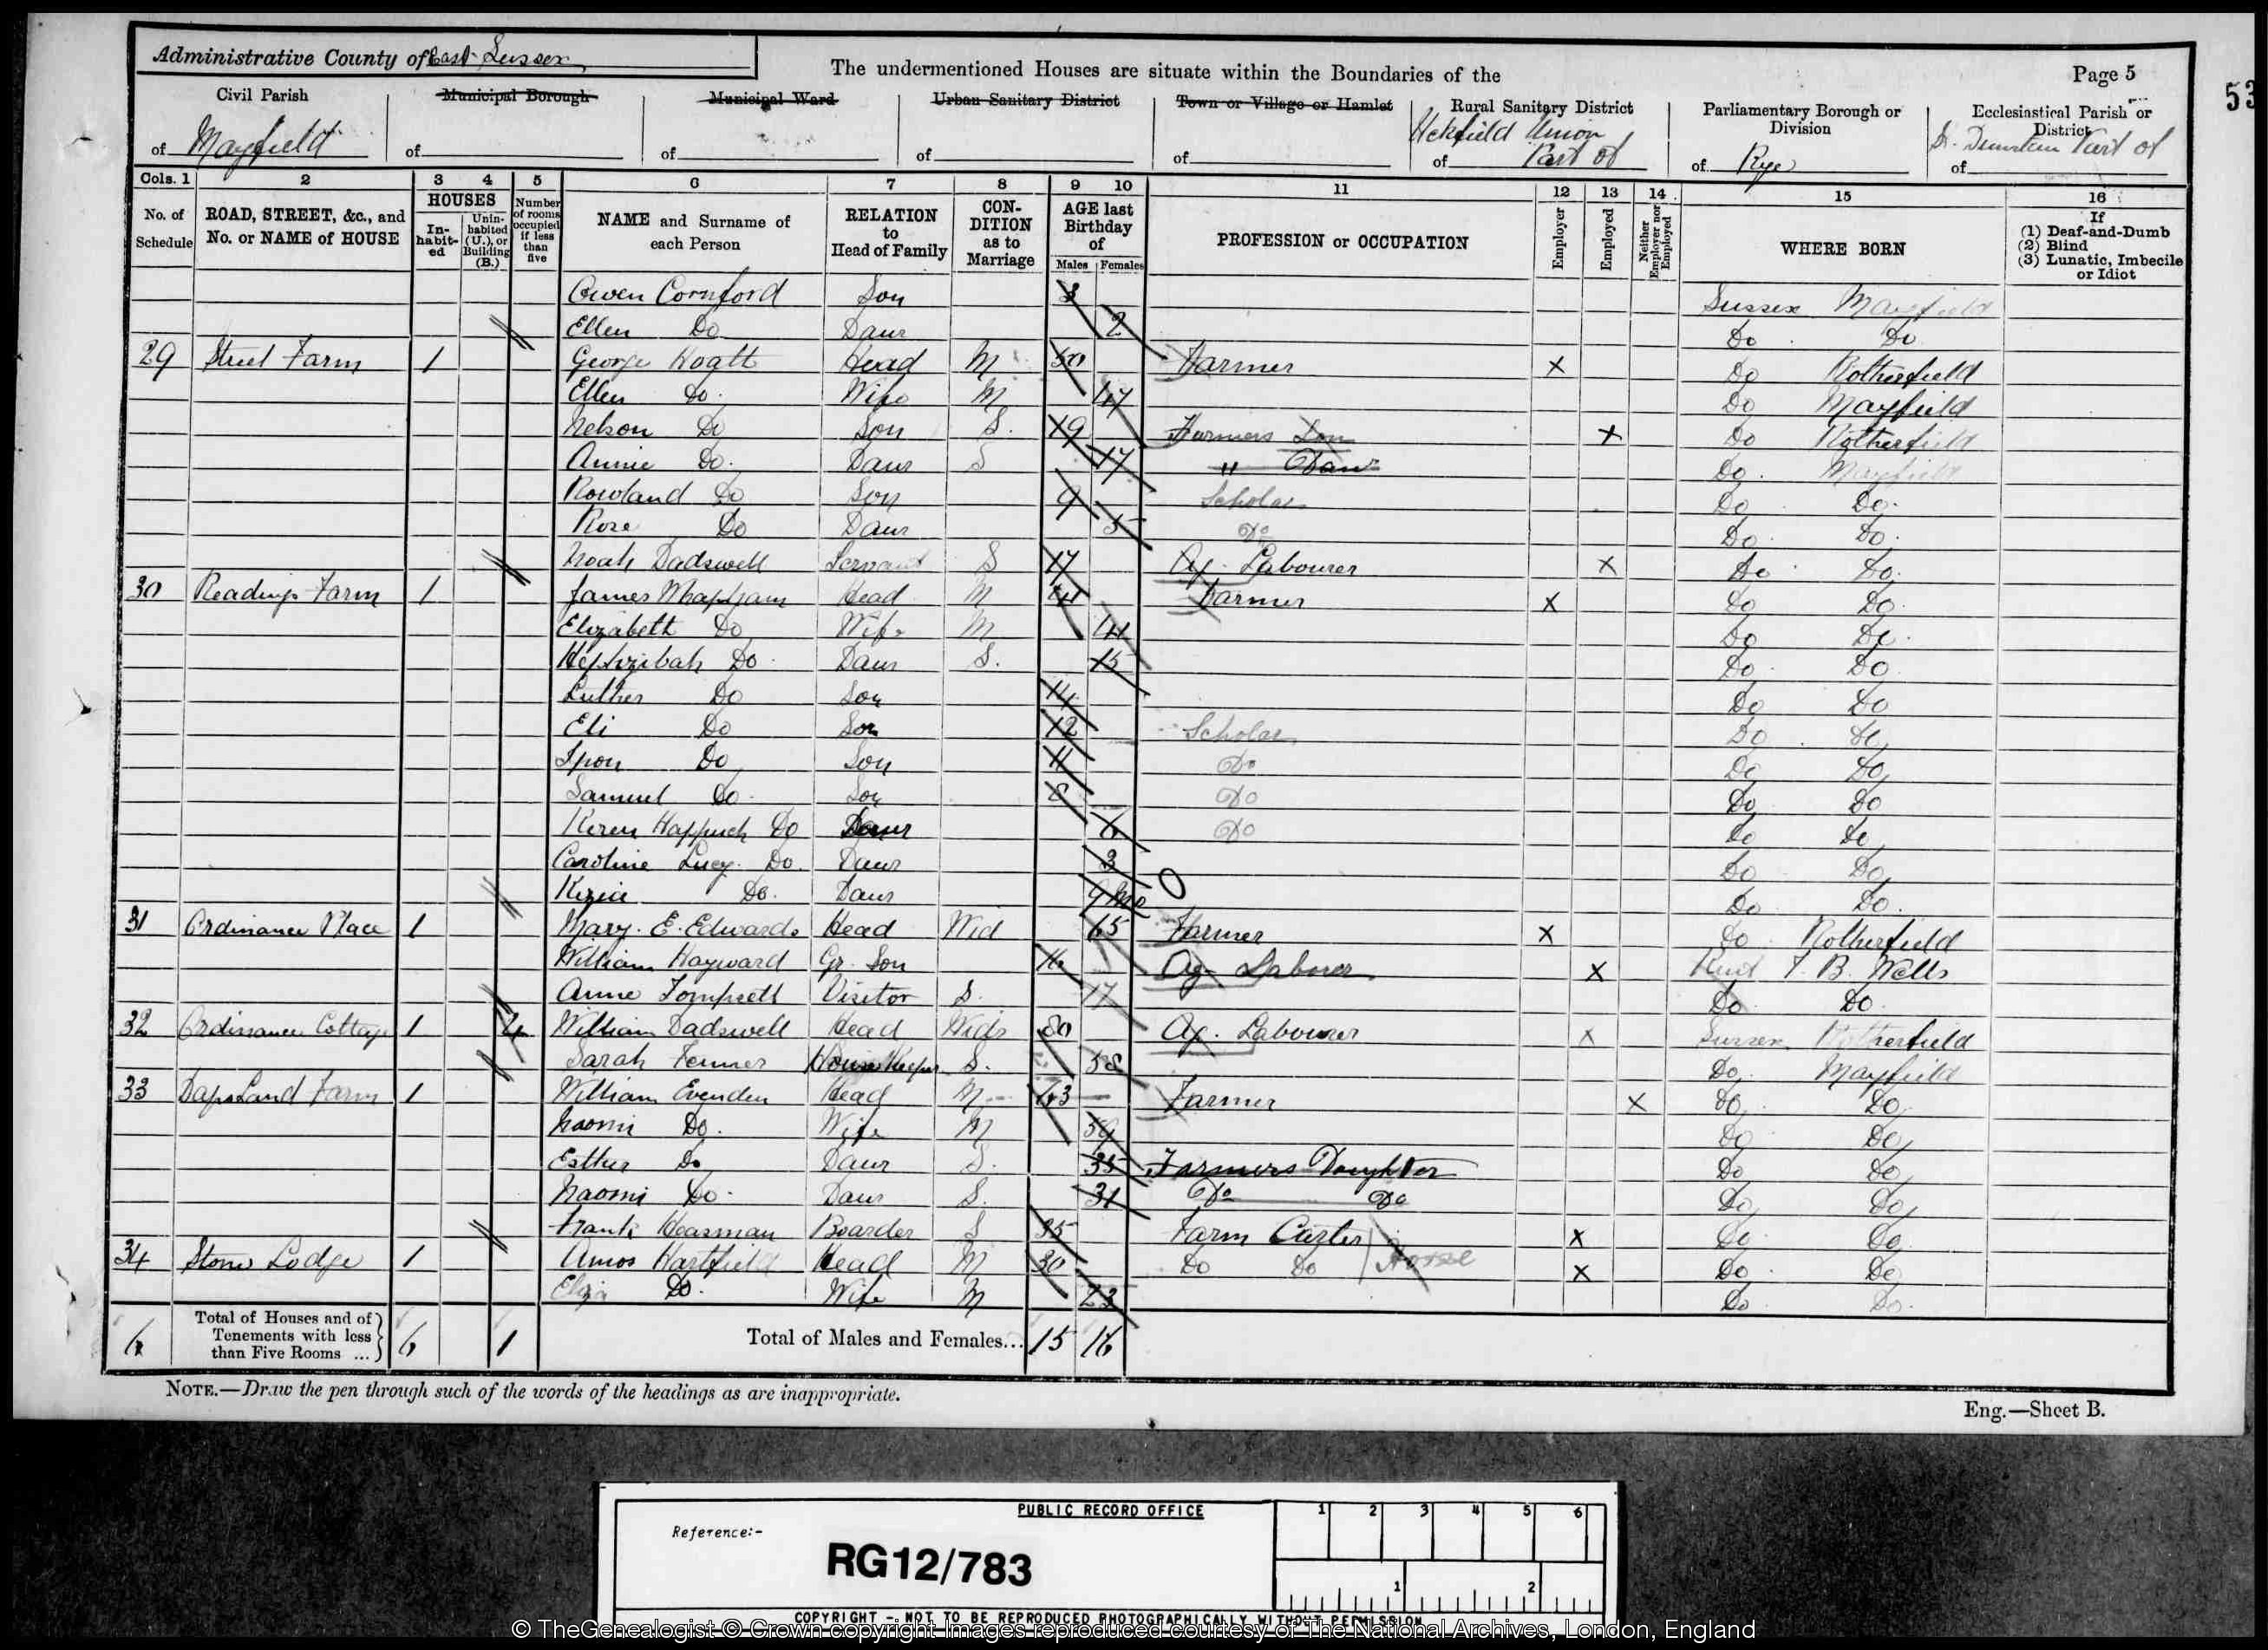 Administrative County of East Sussex
The undermentioned Houses are situate within the Boundaries of the
Page 5
53
Civil Parish Municipal Borough Municipal Ward Urban Sanitary District Town or Village or Hamlet Rural Sanitary District Parliamentary Borough or Division Ecclesiastical Parish or District
of Mayfield of of of of Uckfield Union of Part of of Rye St. Dunstan Part of of
Cols. 1 2 3 4 5 6 7 8 9 10 11 12 13 14 15 16
No. of Schedule ROAD, STREET, &c., and No. or NAME of HOUSE HOUSES In-habit-ed Unin-habited (U.), or Building (B.) Number of rooms occupied if less than five NAME and Surname of each Person RELATION to Head of Family CON-DITION as to Marriage AGE last Birthday of Males Females PROFESSION or OCCUPATION Employer Employed Neither Employer nor Employed WHERE BORN If (1) Deaf-and-Dumb (2) Blind (3) Lunatic, Imbecile or Idiot
Owen Cornford Son Sussex Mayfield
Ellen Do Daur 2 Do Do
29 Street Farm 1 George Head M 50 Farmer X Do Rotherfield
Ellen Do. Wife M 47 Do Mayfield
Nelson Do Son S. 19 Farmers Son X Do Rotherfield
Annie Do. Daur S 17 " Daur Do. Mayfield
Rowland Do Son 9 Scholar Do Do.
Rose Do Daur 5 Do Do Do.
Noah Dadswell Servant S 17 Ag. Labourer X Do Do.
30 Readings Farm 1 James Whapham Head M Farmer X Do Do.
Elizabeth Do Wife M 41 Do Do.
Hephzibah Do. Daur S. 15 Do Do
Luther Do Son 14 Do Do
Eli Do Son 12 Scholar Do Do
Do Son 11 Do Do Do
Samuel Do. Son 8 Do Do Do
Keren Happuch Do Daur 6 Do Do Do
Caroline Lucy. Do. Daur 3 Do Do
Kezia Do. Daur 9 Mo 0 Do Do.
31 Ordinance Place 1 Mary. E. Edwards Head Wid 65 Farmer X Do Rotherfield
William Hayward Gr. Son 16 Ag. Laborer X Kent T. B. Wells
Anne Tompsett Visitor S. 17 Do Do.
32 Ordinance Cottage 1 4 William Dadswell Head Widr 80 Ag. Labourer X Sussex Rotherfield
Sarah Fenner House Keeper S. 58 Do. Mayfield
33 Farm 1 William Evenden Head M 63 Farmer X Do Do.
Naomi Do. Wife M 59 Do Do
Esther Do Daur S. 35 Farmers Daughter Do Do
Naomi Do. Daur S. 31 Do Do Do Do
Frank Heasman Boarder S 35 Farm Carter X Do Do
34 Stone Lodge 1 Amos Hartfield Head M 30 Do Do Horse X Do Do
Eliza Do. Wife M 23 Do Do.
6 Total of Houses and of Tenements with less than Five Rooms ... 6 1 Total of Males and Females... 15 16
NOTE.—Draw the pen through such of the words of the headings as are inappropriate.
Eng.—Sheet B.
PUBLIC RECORD OFFICE
1 2 3 4 5 6
Reference:-
RG12/783
1 2
COPYRIGHT - NOT TO BE REPRODUCED PHOTOGRAPHICALLY WITHOUT PERMISSION
© TheGenealogist © Crown copyright Images reproduced courtesy of The National Archives, London, England